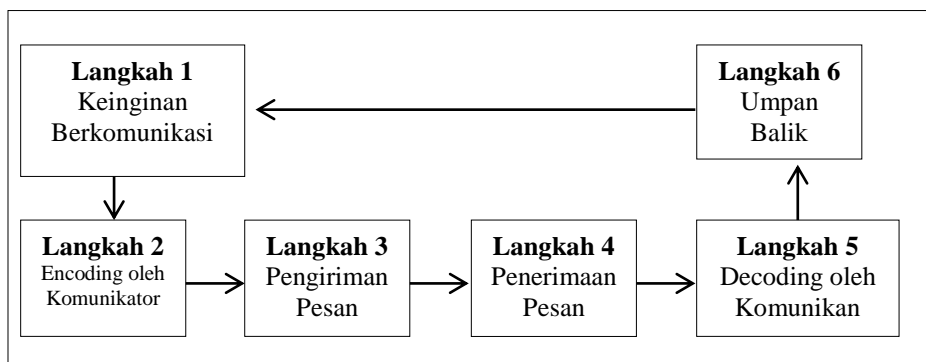 Langkah 1
Keinginan
Berkomunikasi
Langkah 2
Encoding oleh
Komunikator
Langkah 3
Pengiriman
Pesan
Langkah 4
Penerimaan
Pesan
Langkah 5
Decoding oleh
Komunikan
Langkah 6
Umpan
Balik